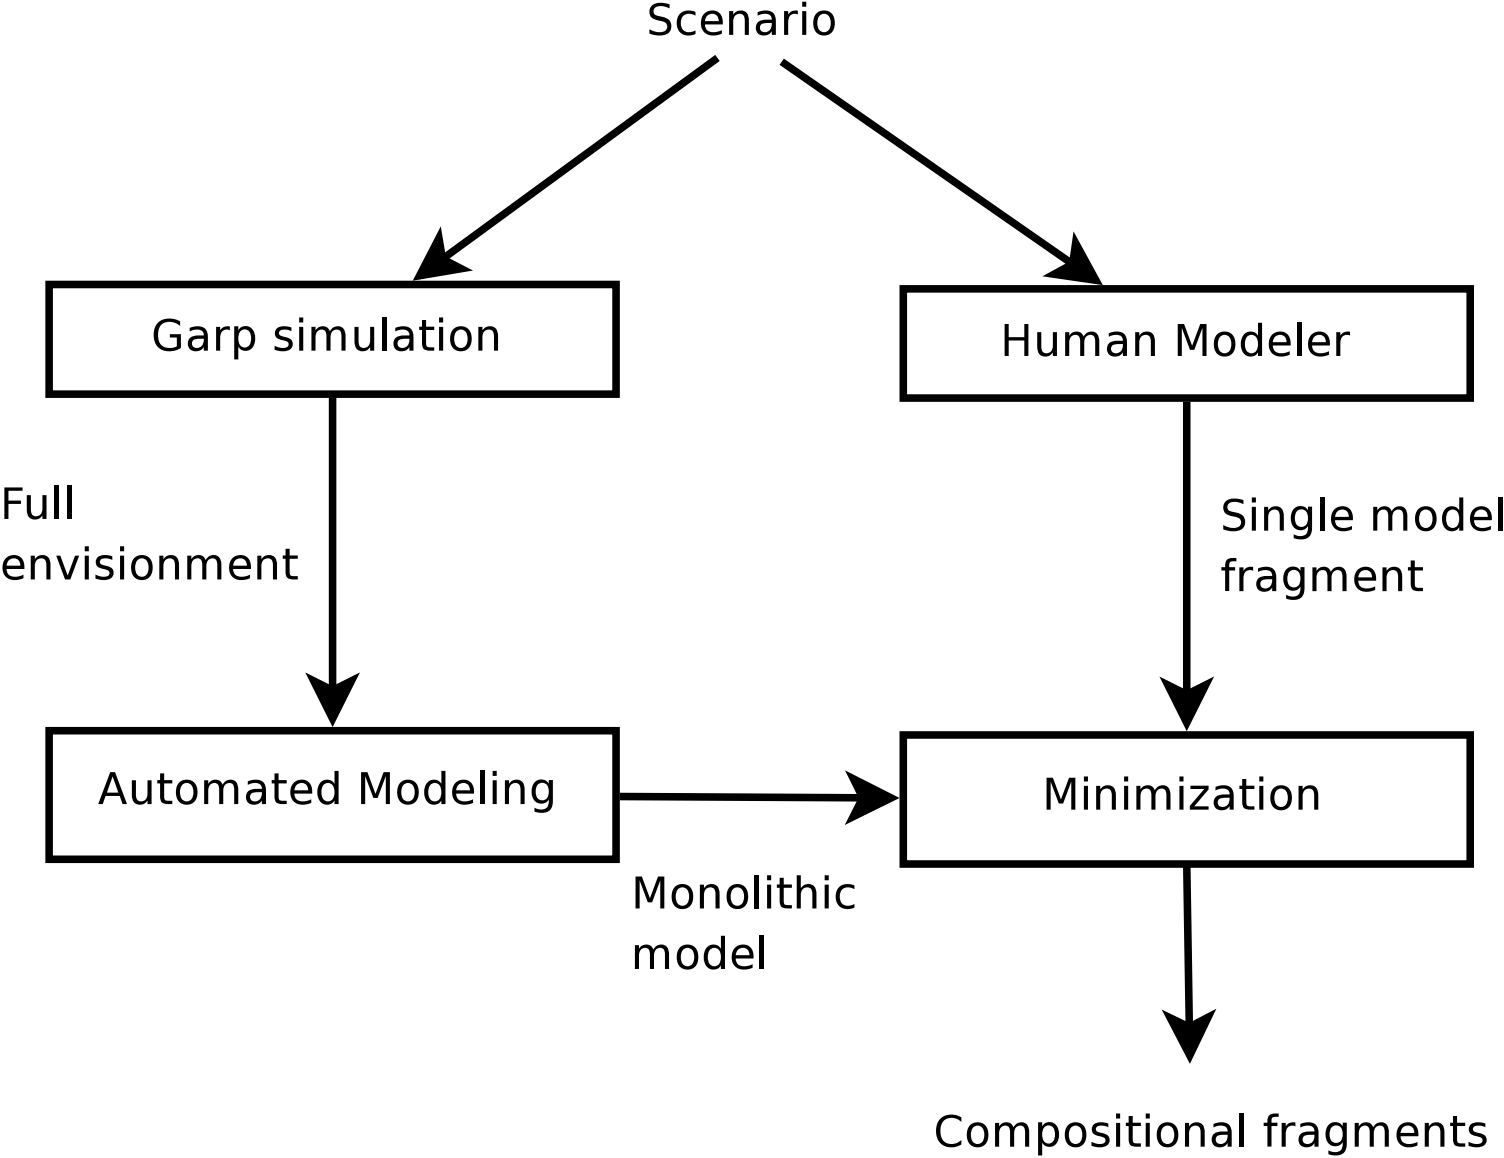 Scenario
Garp simulation
Human Modeler
Full
envisionment
Single model
fragment
Automated Modeling
Minimization
Monolithic
model
Compositional fragments